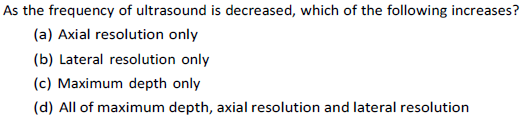 As the frequency of ultrasound is decreased, which of the following increases?
(a) Axial resolution only
(b) Lateral resolution only
(c) Maximum depth only
(d) All of maximum depth, axial resolution and lateral resolution